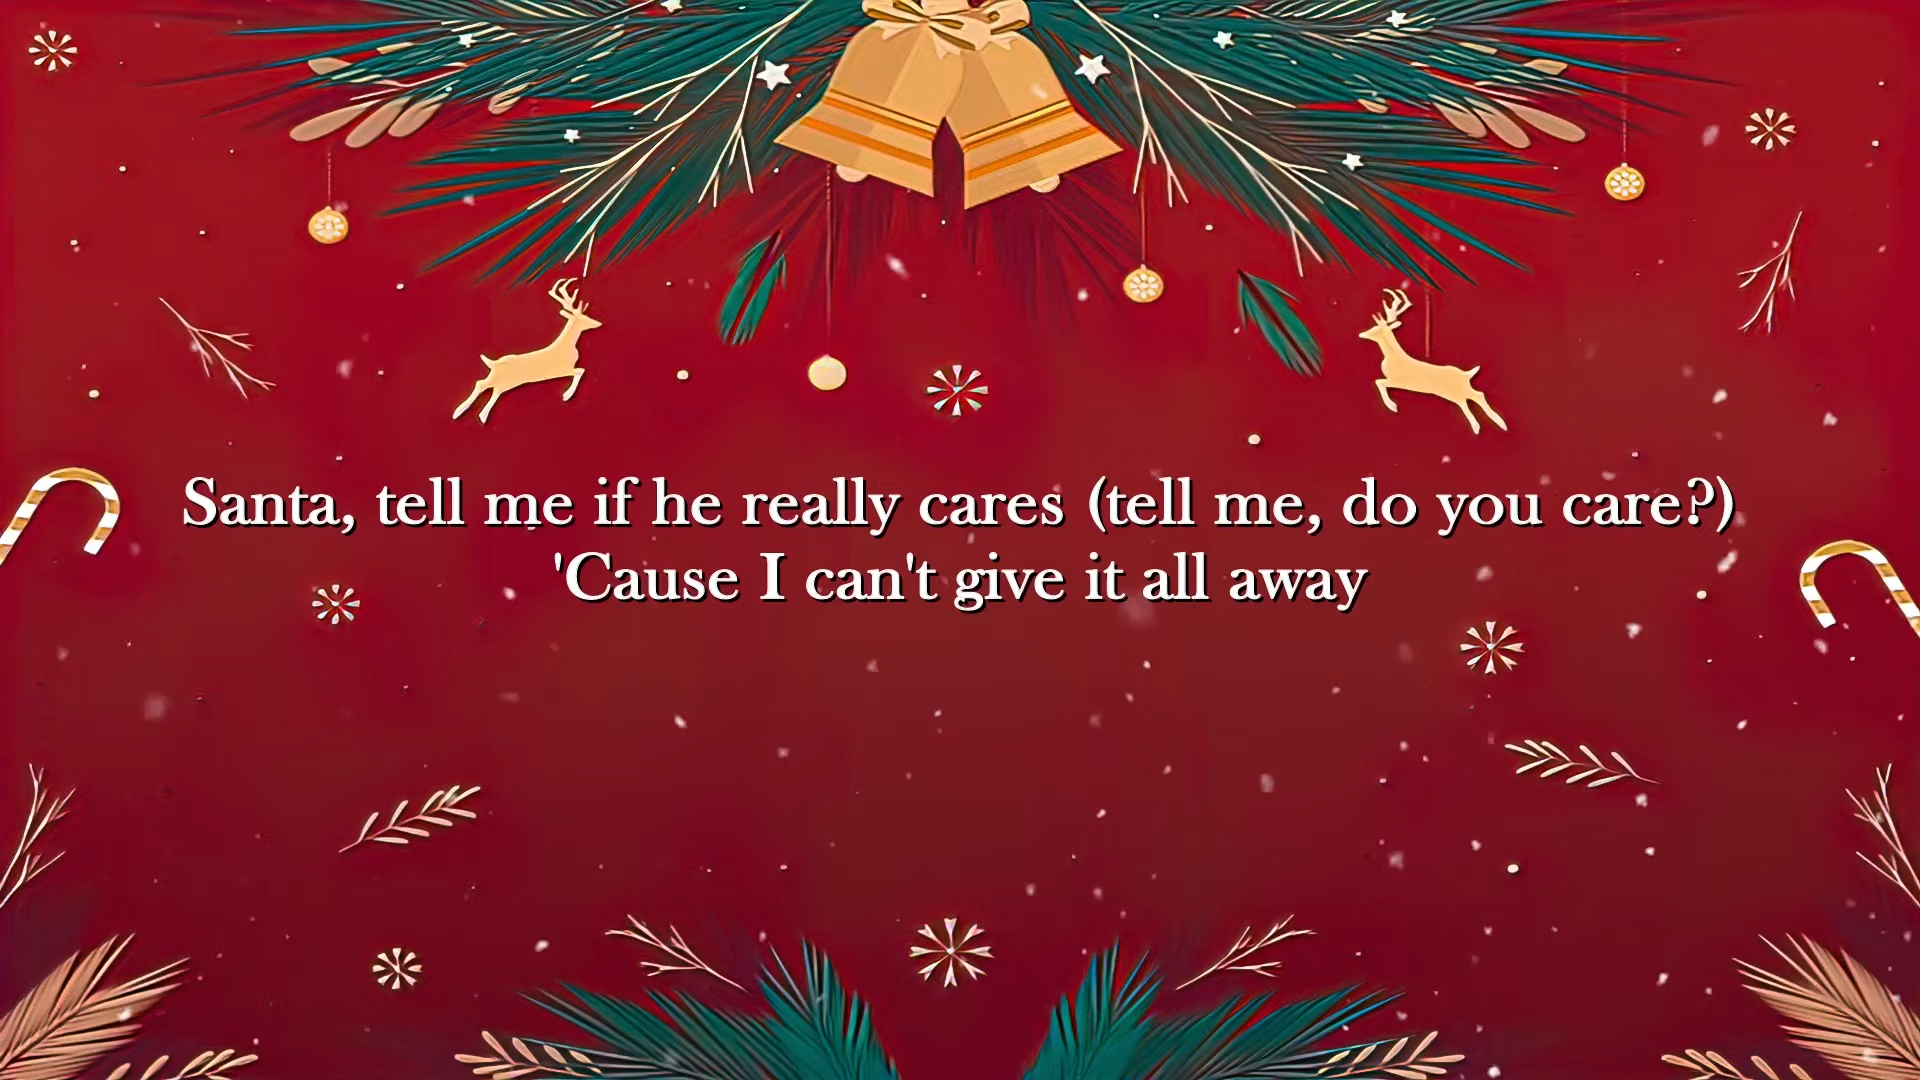 Santa, tell me if he really cares (tell me, do you care?)
'Cause I can't give it all away